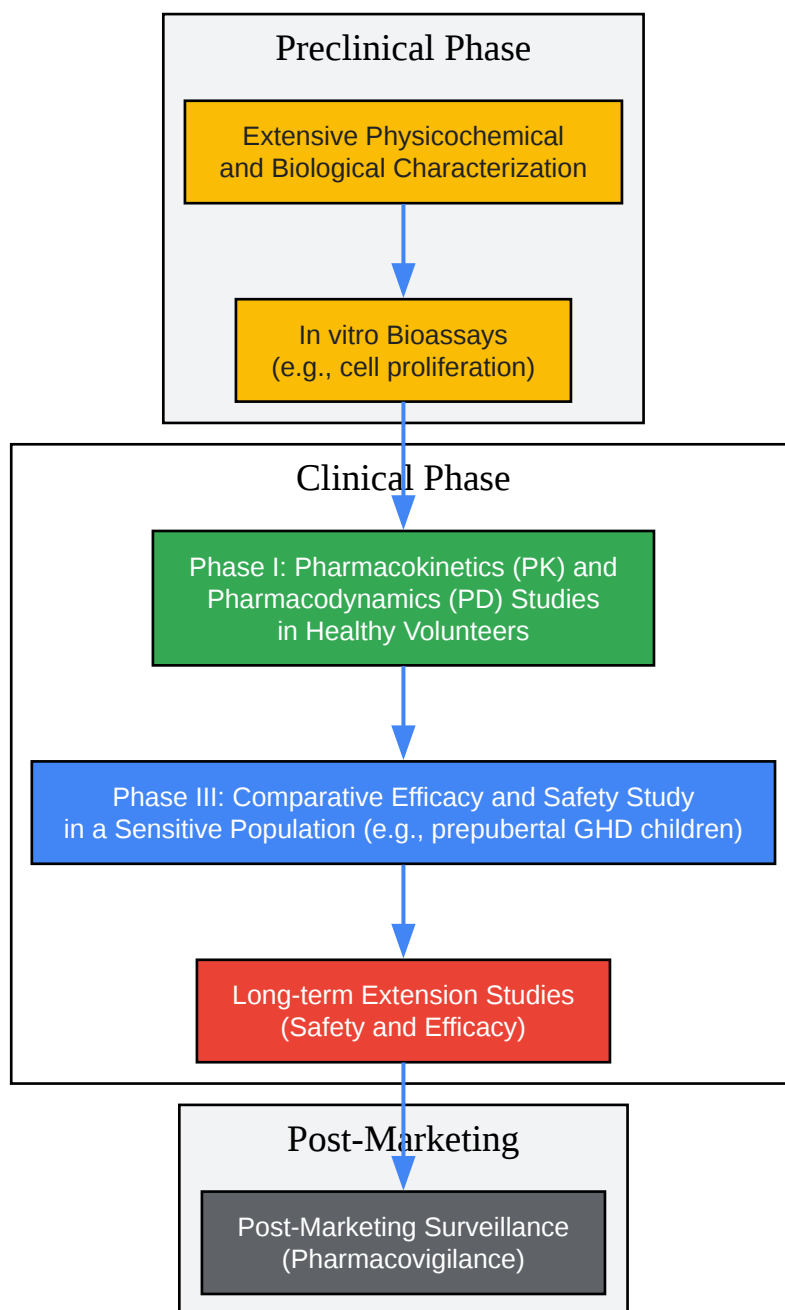 Preclinical Phase
Extensive Physicochemical
and Biological Characterization
In vitro Bioassays
(e.g., cell proliferation)
Clinical Phase
Phase I: Pharmacokinetics (PK) and
Pharmacodynamics (PD) Studies
in Healthy Volunteers
Phase III: Comparative Efficacy and Safety Study
in a Sensitive Population (e.g., prepubertal GHD children)
Long-term Extension Studies
(Safety and Efficacy)
Post-Marketing
Post-Marketing Surveillance
(Pharmacovigilance)